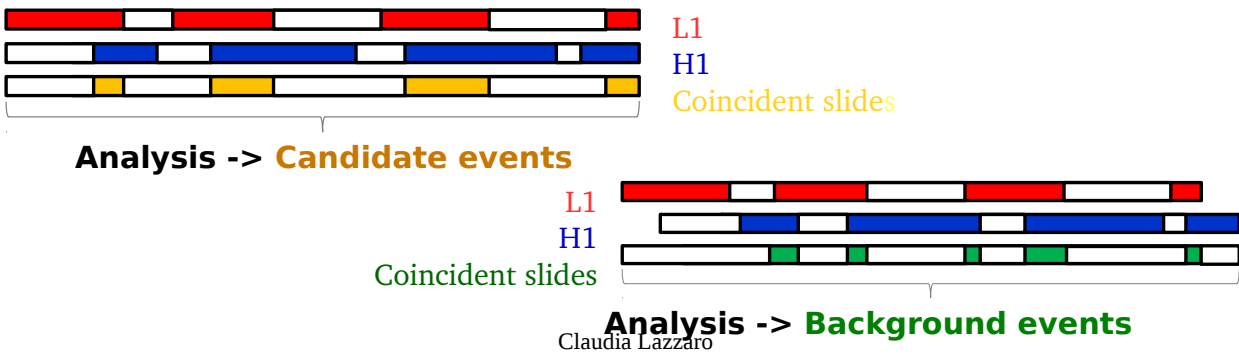 L1
H1
Coincident slides
Analysis -> Candidate events
L1
H1
Coincident slides
Analysis -> Background events
Claudia Lazzaro